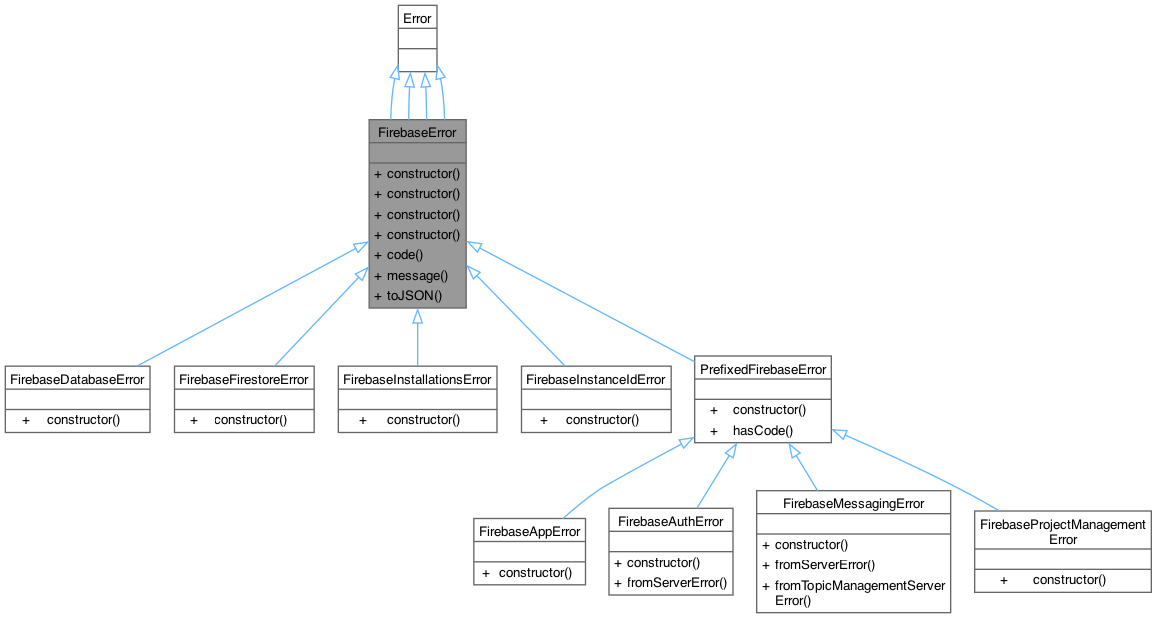 Error
FirebaseError
+ constructor()
+ constructor()
+ constructor()
+ constructor()
+ code()
+ message()
+ toJSON()
FirebaseDatabaseError
+ constructor()
FirebaseFirestoreError
+ constructor()
FirebaseInstallationsError
+ constructor()
FirebaseInstanceIdError
+ constructor()
PrefixedFirebaseError
+ constructor()
+ hasCode()
FirebaseAppError
+ constructor()
FirebaseAuthError
+ constructor()
+ fromServerError()
FirebaseMessagingError
+ constructor()
+ fromServerError()
+ fromTopicManagementServer
Error()
FirebaseProjectManagement
Error
+ constructor()